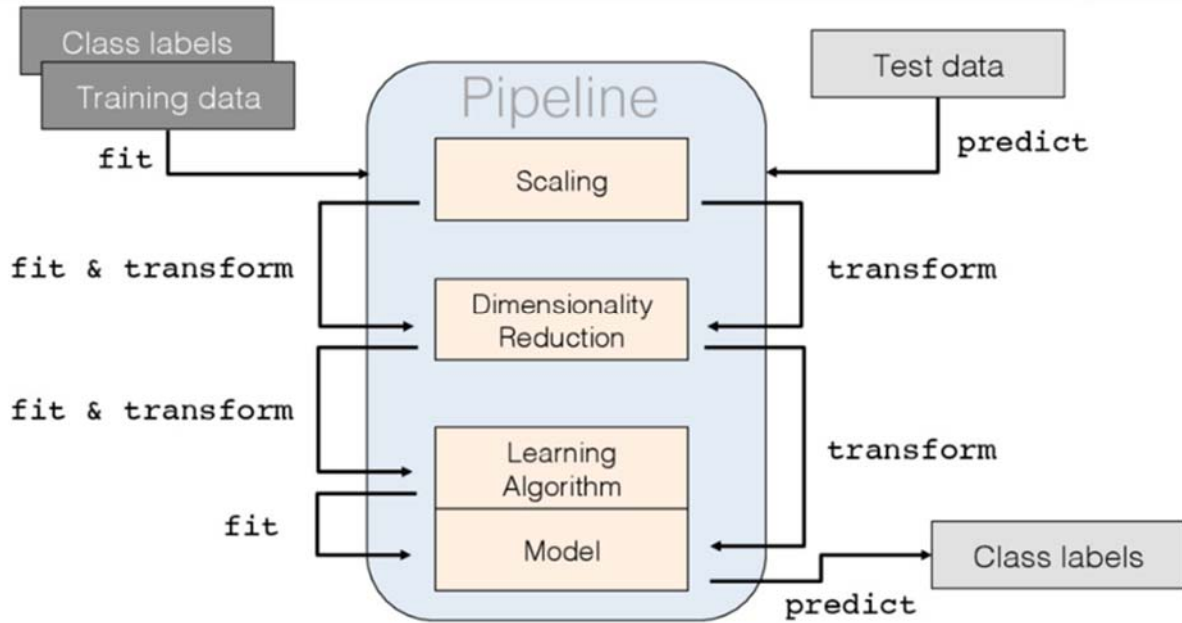 Class labels
Training data
fit
Pipeline
Test data
predict
Scaling
fit & transform
transform
Dimensionality
Reduction
fit & transform
transform
Learning
Algorithm
fit
Model
Class labels
predict